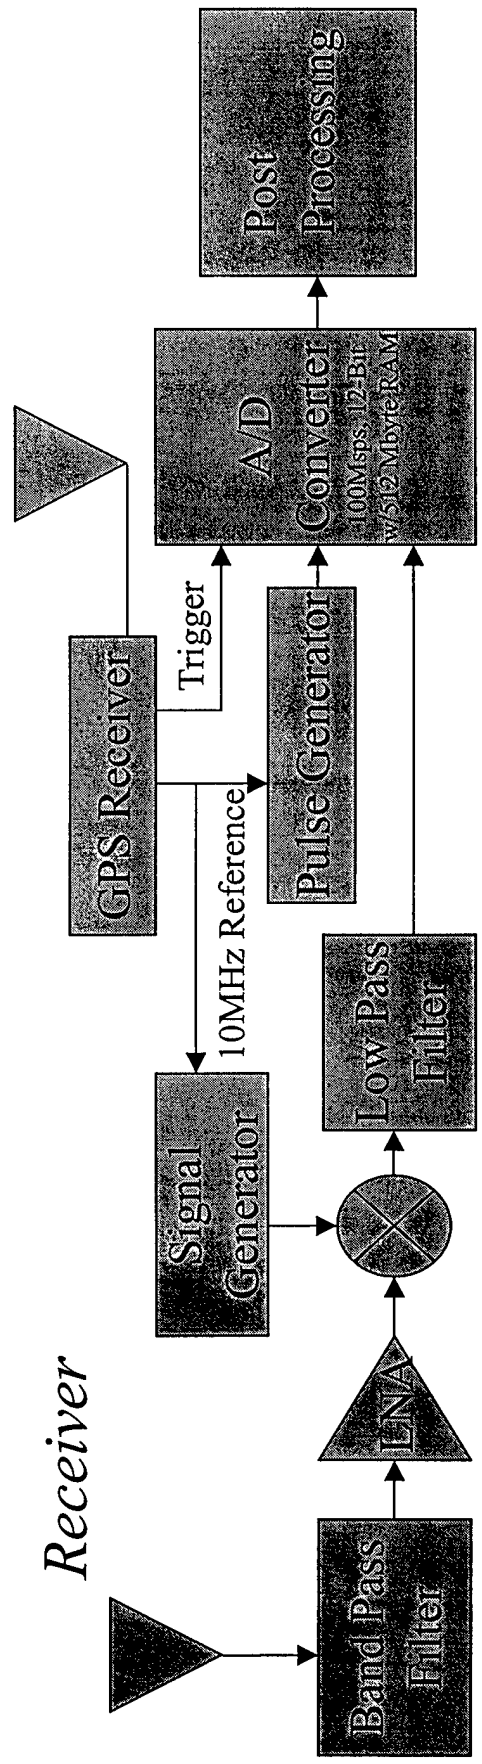 Receiver
Band Pass
Filter
LNA
Signal
Generator
10MHz Reference
Low Pass
Filter
GPS Receiver
Trigger
Pulse Generator
A/D
Converter
100Msps, 12-Bit
w/512 Mbyte RAM
Post
Processing